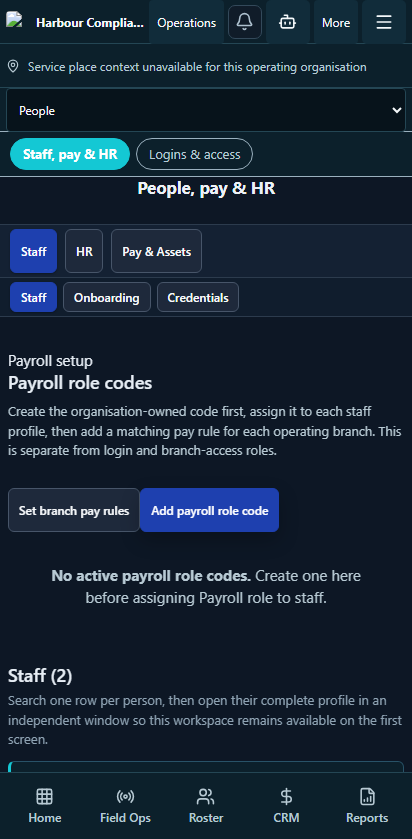 Harbour Complia...
Operations
More
Service place context unavailable for this operating organisation
People
Staff, pay & HR
Logins & access
People, pay & HR
Staff
HR
Pay & Assets
Staff
Onboarding
Credentials
Payroll setup
Payroll role codes
Create the organisation-owned code first, assign it to each staff
profile, then add a matching pay rule for each operating branch. This
is separate from login and branch-access roles.
Set branch pay rules
Add payroll role code
No active payroll role codes. Create one here
before assigning Payroll role to staff.
Staff (2)
Search one row per person, then open their complete profile in an
independent window so this workspace remains available on the first
screen.
Home
Field Ops
Roster
CRM
Reports